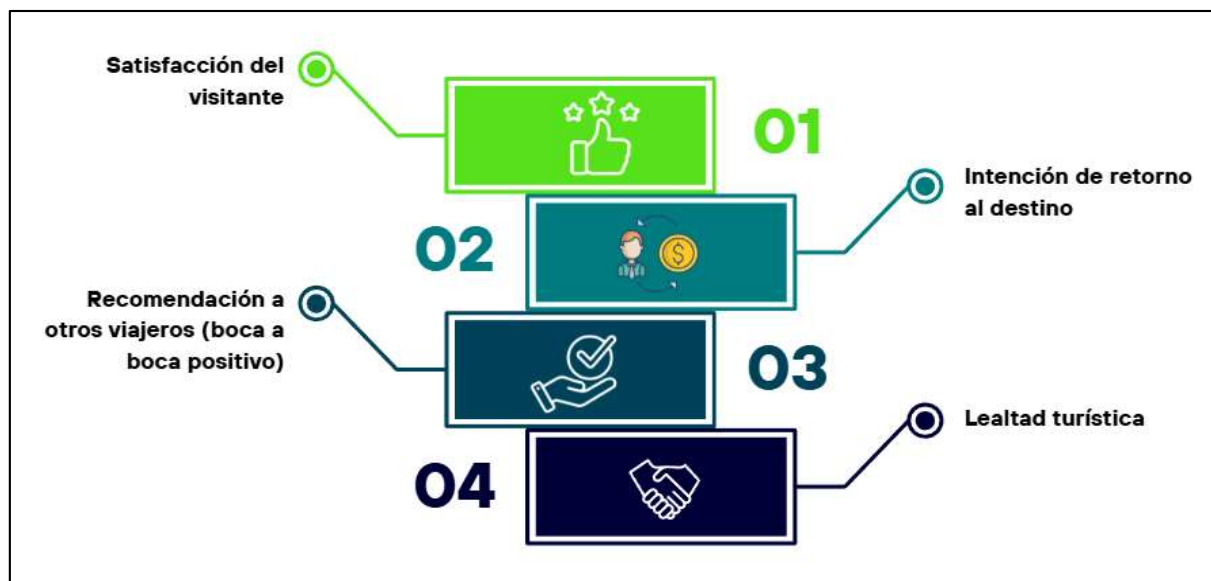 Satisfacción del
visitante
01
Intención de retorno
al destino
02
Recomendación a
otros viajeros (boca a
boca positivo)
03
Lealtad turística
04
$